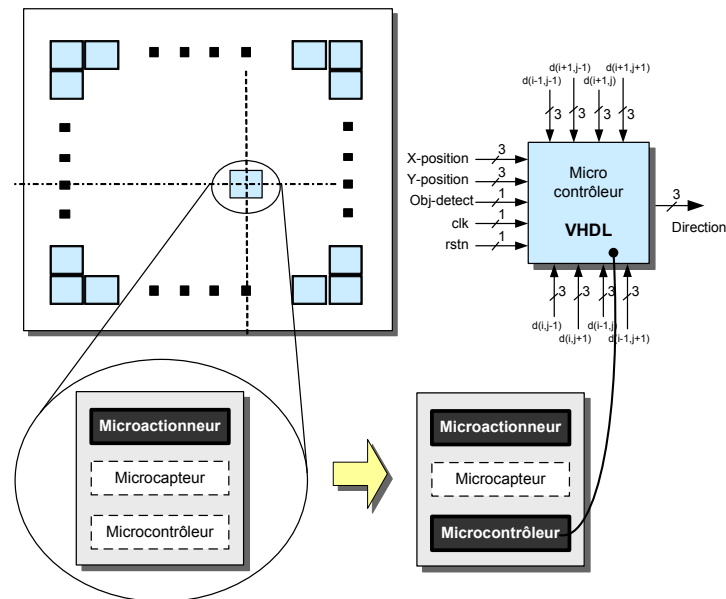 d(i-1,j-1)
d(i+1,j-1)
d(i+1,j)
d(i+1,j+1)
3
3
3
3
X-position
3
Y-position
3
Obj-detect
1
clk
1
rstn
1
Micro
contrôleur
VHDL
3
Direction
3
3
3
3
d(i,j-1)
d(i,j+1)
d(i-1,j)
d(i-1,j+1)
Microactionneur
Microcapteur
Microcontrôleur
Microactionneur
Microcapteur
Microcontrôleur